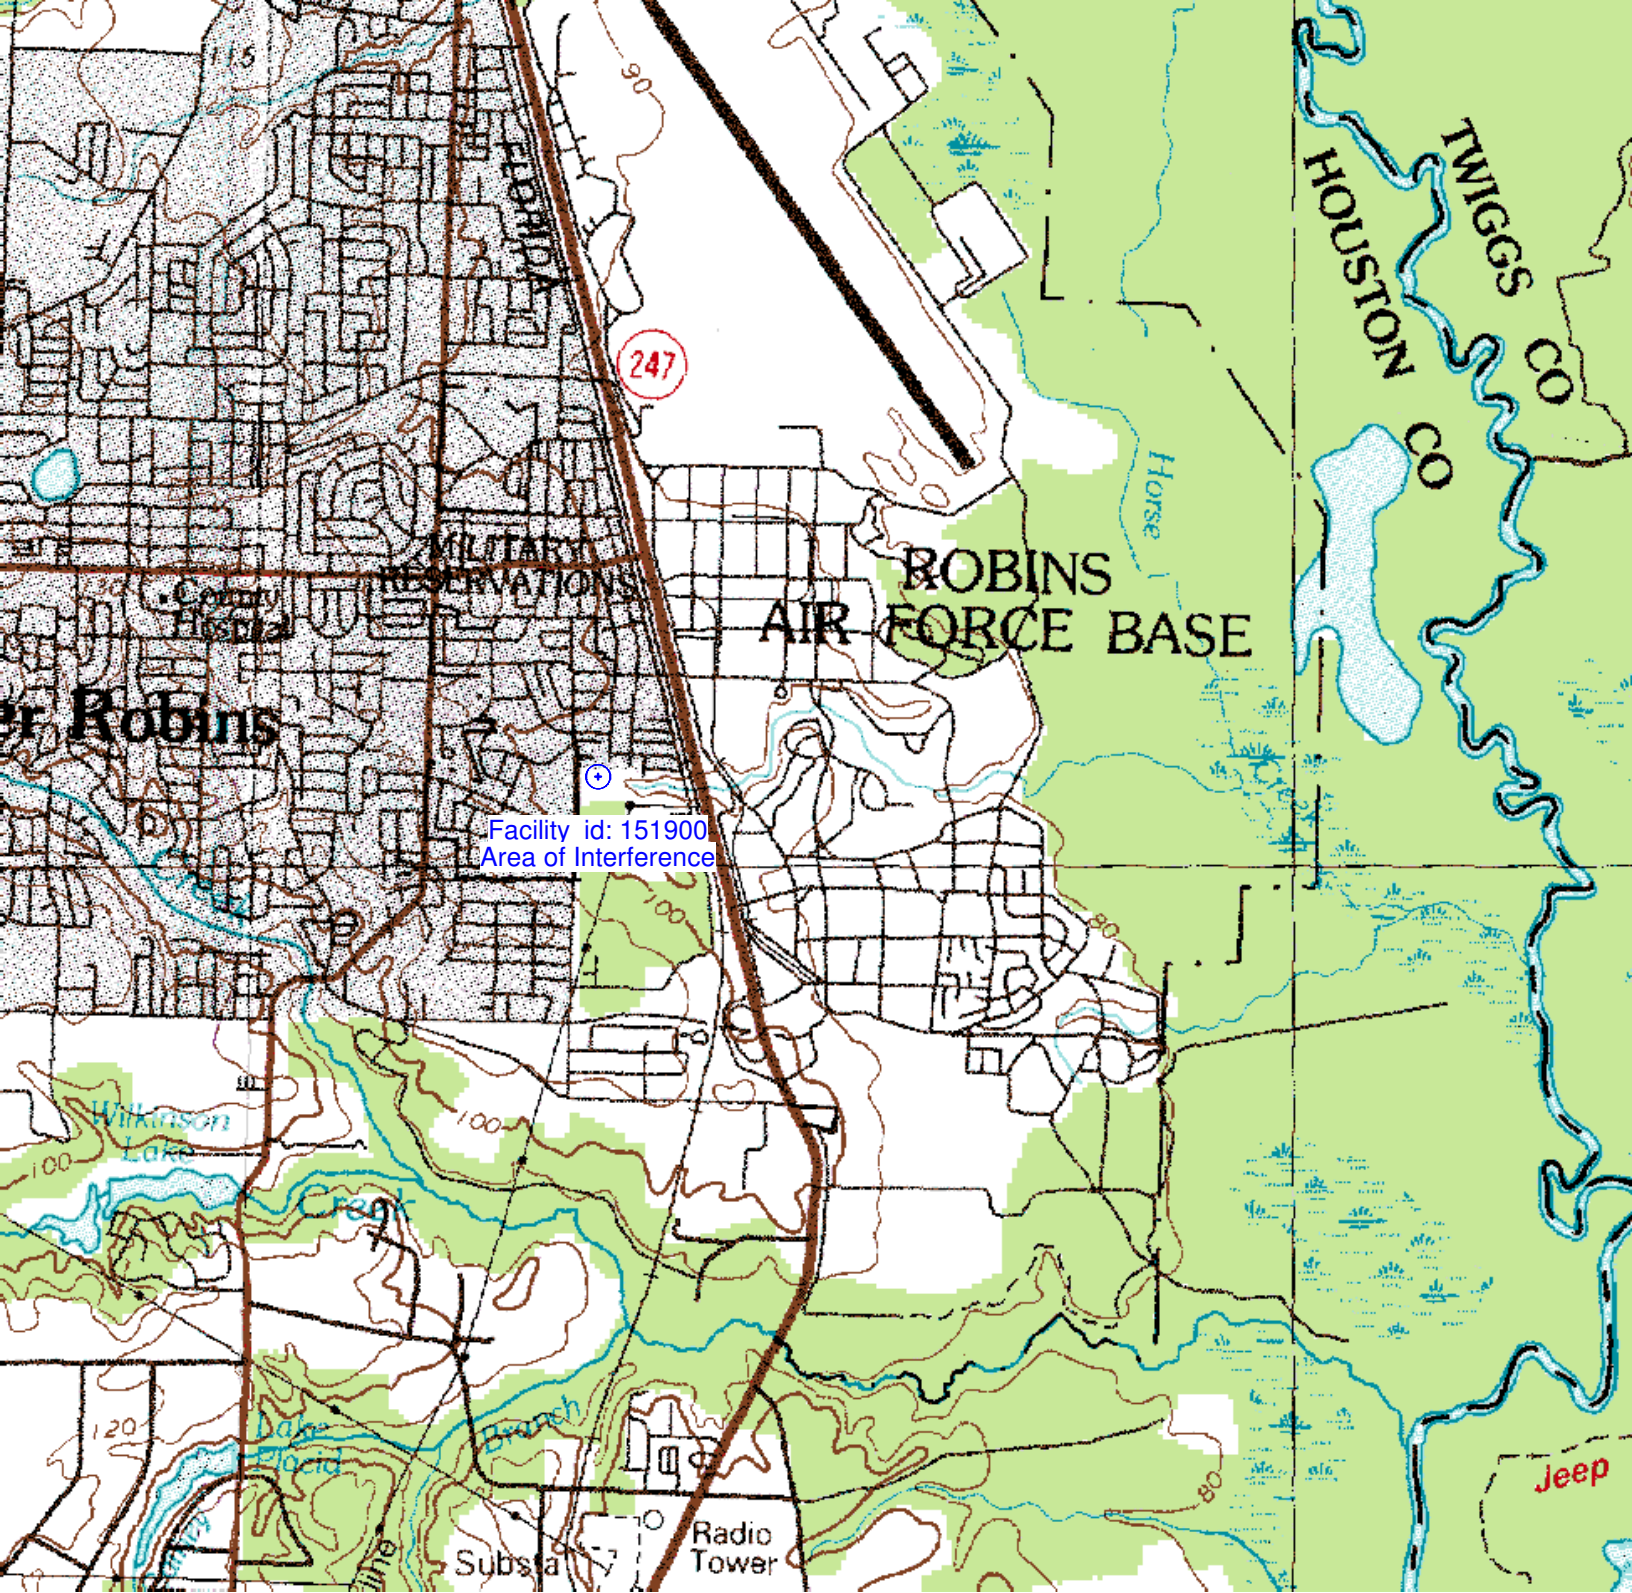 115
90
FLORIDA
TWIGGS CO
HOUSTON CO
247
Horse
MILITARY
RESERVATIONS
County
Hospital
ROBINS
AIR FORCE BASE
er Robins
Facility id: 151900
Area of Interference
Creek
100
80
Wilkinson
Lake
100
100
Creek
120
Lake
Placid
Branch
80
Jeep
Radio
Tower
Substa